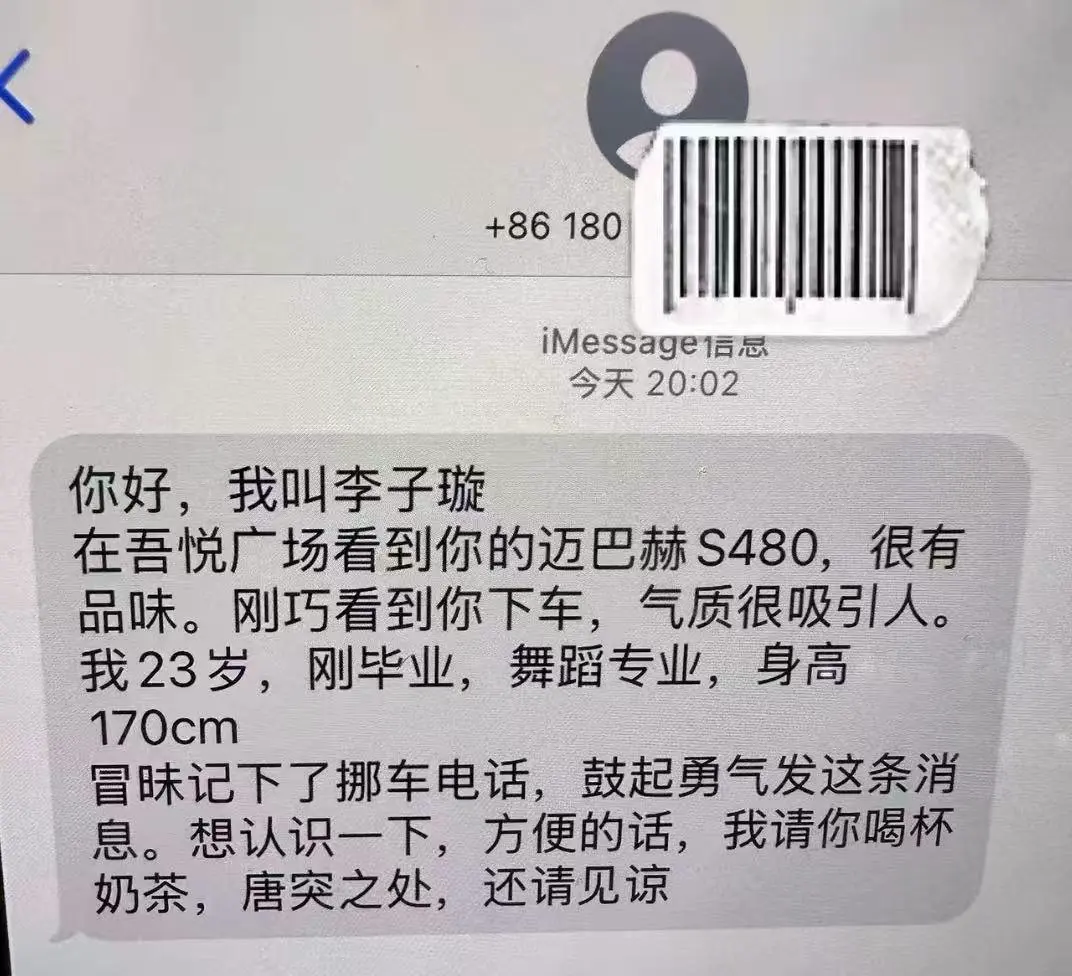 +86 180
iMessage信息
今天 20:02
你好，我叫李子璇
在吾悦广场看到你的迈巴赫S480，很有
品味。刚巧看到你下车，气质很吸引人。
我23岁，刚毕业，舞蹈专业，身高
170cm
冒昧记下了挪车电话，鼓起勇气发这条消
息。想认识一下，方便的话，我请你喝杯
奶茶，唐突之处，还请见谅